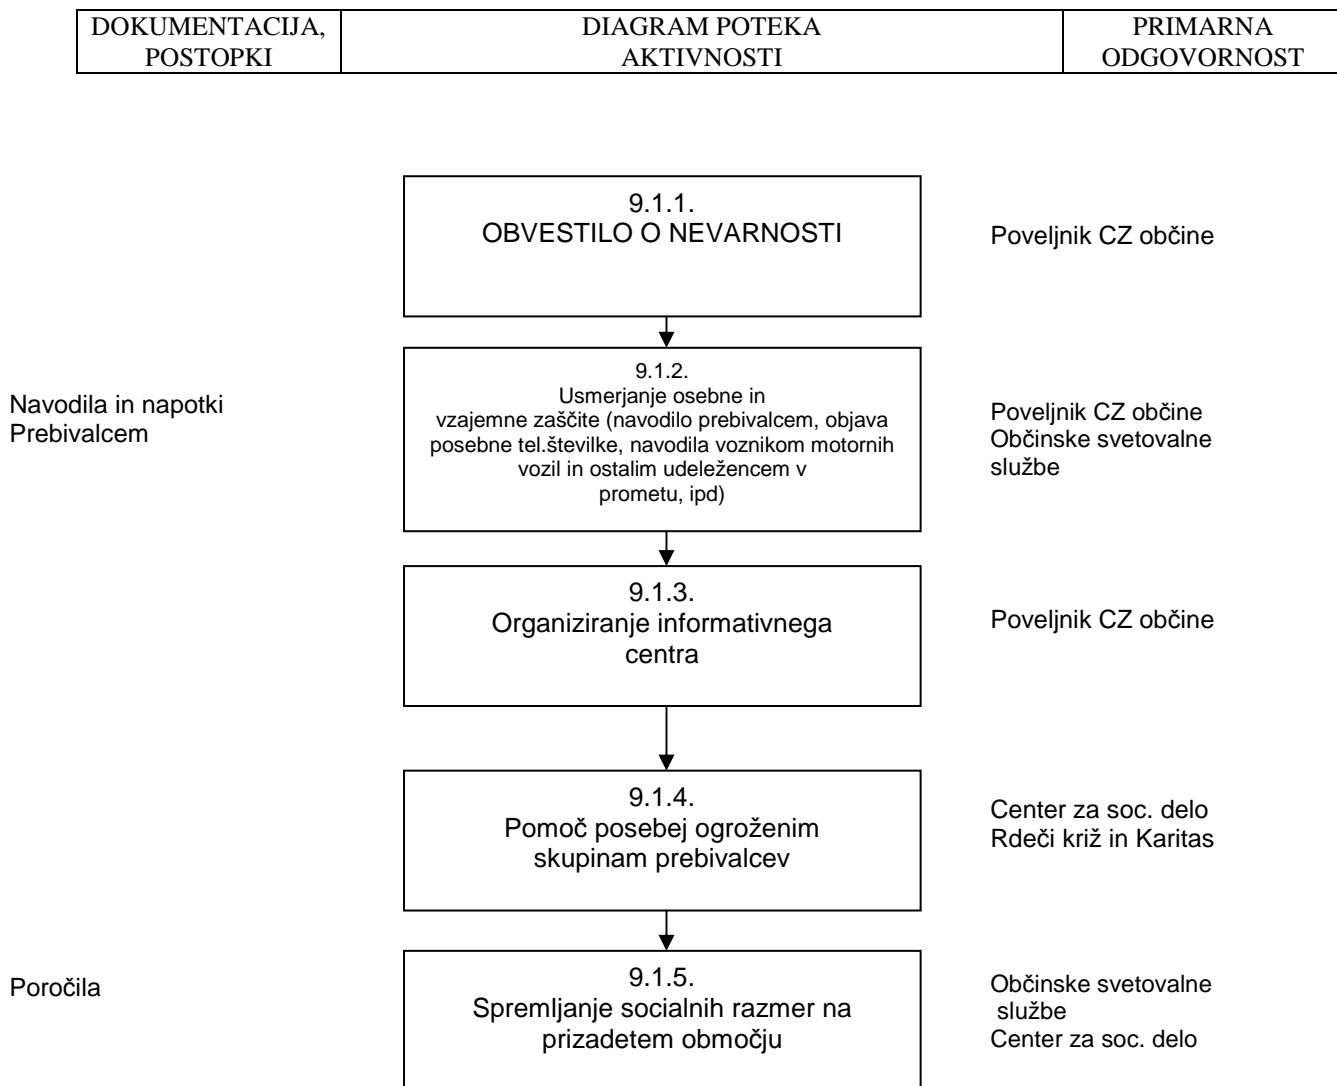 DOKUMENTACIJA,
POSTOPKI
DIAGRAM POTEKA
AKTIVNOSTI
PRIMARNA
ODGOVORNOST
9.1.1.
OBVESTILO O NEVARNOSTI
Poveljnik CZ občine
Navodila in napotki
Prebivalcem
9.1.2.
Usmerjanje osebne in
vzajemne zaščite (navodilo prebivalcem, objava
posebne tel.številke, navodila voznikom motornih
vozil in ostalim udeležencem v
prometu, ipd)
Poveljnik CZ občine
Občinske svetovalne
službe
9.1.3.
Organiziranje informativnega
centra
Poveljnik CZ občine
9.1.4.
Pomoč posebej ogroženim
skupinam prebivalcev
Center za soc. delo
Rdeči križ in Karitas
Poročila
9.1.5.
Spremljanje socialnih razmer na
prizadetem območju
Občinske svetovalne
službe
Center za soc. delo